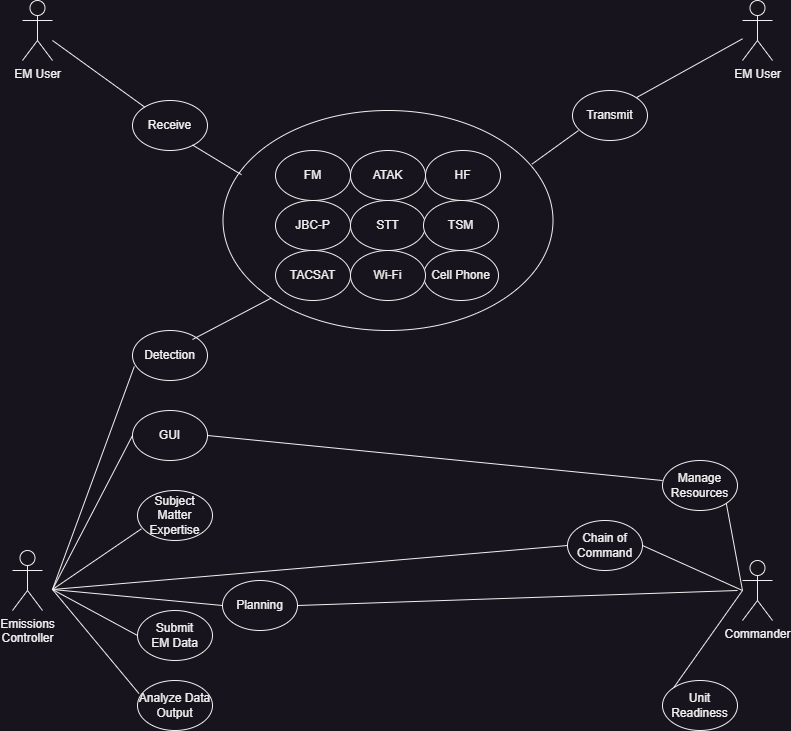 EM User
EM User
Receive
Transmit
FM
ATAK
HF
JBC-P
STT
TSM
TACSAT
Wi-Fi
Cell Phone
Detection
GUI
Manage
Resources
Subject
Matter
Expertise
Chain of
Command
Planning
Emissions
Controller
Commander
Submit
EM Data
Analyze Data
Output
Unit
Readiness